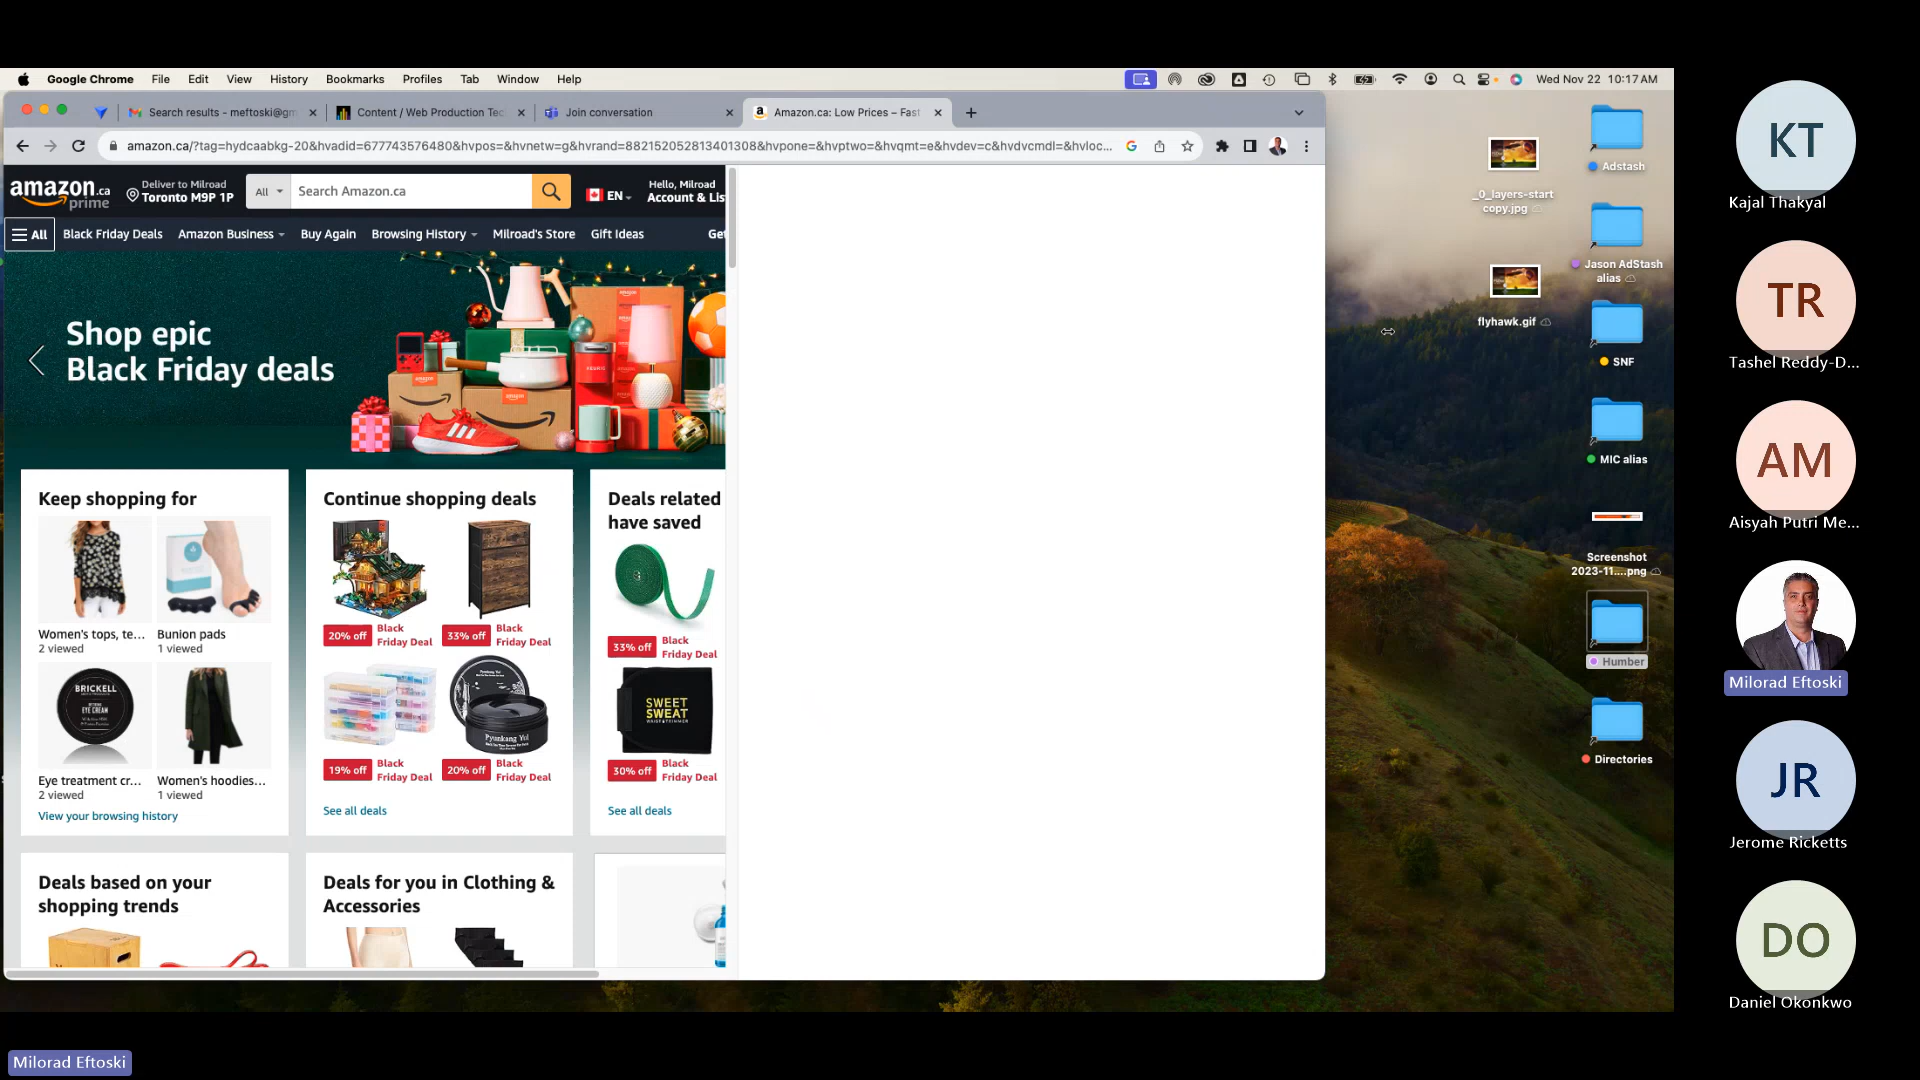 Google Chrome File Edit View History Bookmarks Profiles Tab Window Help
Wed Nov 22 10:17 AM
Search results - meftoski@gm
Content / Web Production Tec
Join conversation
Amazon.ca: Low Prices – Fast
amazon.ca/?tag=hydcaabkg-20&hvadid=677743576480&hvpos=&hvnetw=g&hvrand=882152052813401308&hvpone=&hvptwo=&hvqmt=e&hvdev=c&hvdvcmdl=&hvloc...
amazon.ca
prime
Deliver to Milroad
Toronto M9P 1P
All
Search Amazon.ca
EN
Hello, Milroad
Account & Lis
All Black Friday Deals Amazon Business Buy Again Browsing History Milroad's Store Gift Ideas Get
Shop epic
Black Friday deals
Keep shopping for
Women's tops, te...
2 viewed
Bunion pads
1 viewed
BRICKELL
EYE CREAM
Eye treatment cr...
2 viewed
Women's hoodies...
1 viewed
View your browsing history
Continue shopping deals
20% off Black
Friday Deal
33% off Black
Friday Deal
Pyunkang Yul
19% off Black
Friday Deal
20% off Black
Friday Deal
See all deals
Deals related
have saved
33% off Black
Friday Deal
SWEET
SWEAT
30% off Black
Friday Deal
See all deals
Deals based on your
shopping trends
Deals for you in Clothing &
Accessories
_0_layers-start
copy.jpg
flyhawk.gif
Adstash
Jason AdStash
alias
SNF
MIC alias
Screenshot
2023-11....png
Humber
Directories
KT
Kajal Thakyal
TR
Tashel Reddy-D...
AM
Aisyah Putri Me...
Milorad Eftoski
JR
Jerome Ricketts
DO
Daniel Okonkwo
Milorad Eftoski